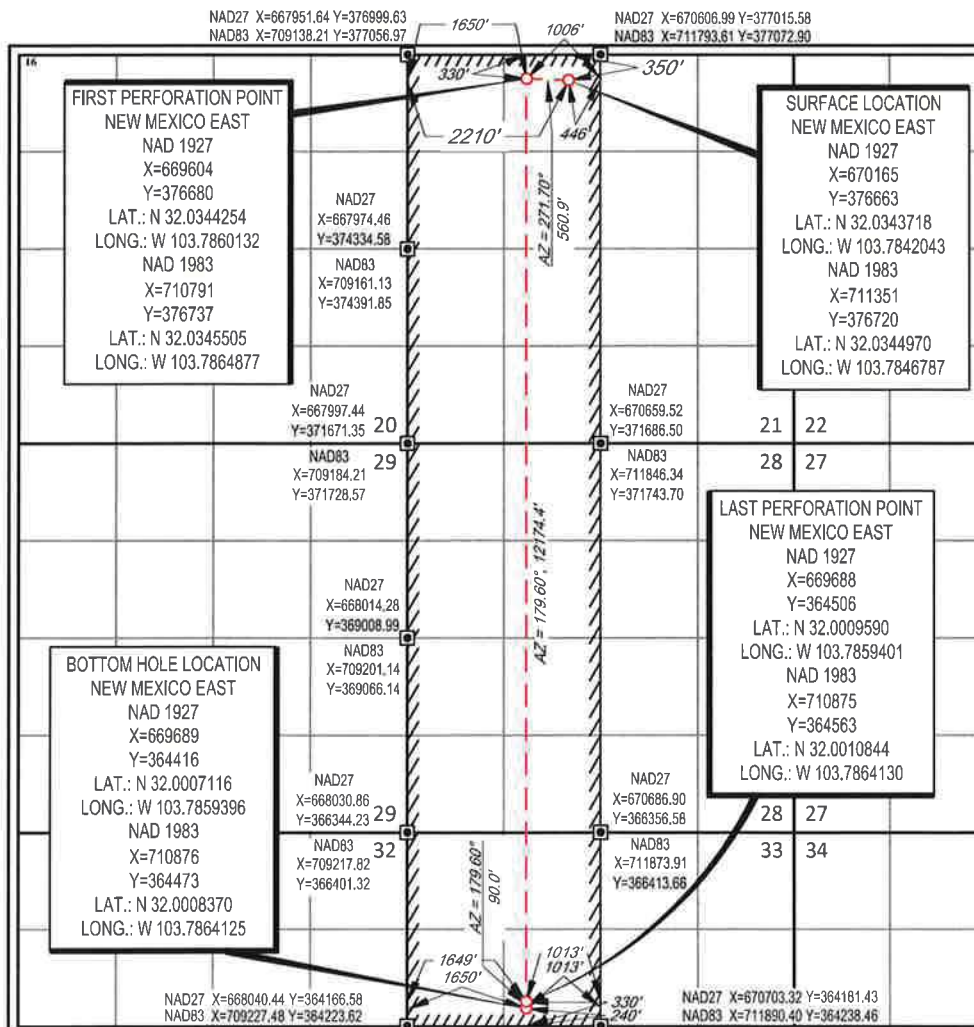 NAD27 X=667951.64 Y=376999.63
NAD83 X=709138.21 Y=377056.97
1650'
1006'
NAD27 X=670606.99 Y=377015.58
NAD83 X=711793.61 Y=377072.90
16
330'
350'
2210'
446'
FIRST PERFORATION POINT
NEW MEXICO EAST
NAD 1927
X=669604
Y=376680
LAT.: N 32.0344254
LONG.: W 103.7860132
NAD 1983
X=710791
Y=376737
LAT.: N 32.0345505
LONG.: W 103.7864877
SURFACE LOCATION
NEW MEXICO EAST
NAD 1927
X=670165
Y=376663
LAT.: N 32.0343718
LONG.: W 103.7842043
NAD 1983
X=711351
Y=376720
LAT.: N 32.0344970
LONG.: W 103.7846787
AZ = 271.70°
560.9'
NAD27
X=667974.46
Y=374334.58
NAD83
X=709161.13
Y=374391.85
NAD27
X=667997.44
Y=371671.35
20
29
NAD83
X=709184.21
Y=371728.57
NAD27
X=670659.52
Y=371686.50
NAD83
X=711846.34
Y=371743.70
21 22
28 27
AZ = 179.60°, 12174.4'
NAD27
X=668014.28
Y=369008.99
NAD83
X=709201.14
Y=369066.14
LAST PERFORATION POINT
NEW MEXICO EAST
NAD 1927
X=669688
Y=364506
LAT.: N 32.0009590
LONG.: W 103.7859401
NAD 1983
X=710875
Y=364563
LAT.: N 32.0010844
LONG.: W 103.7864130
BOTTOM HOLE LOCATION
NEW MEXICO EAST
NAD 1927
X=669689
Y=364416
LAT.: N 32.0007116
LONG.: W 103.7859396
NAD 1983
X=710876
Y=364473
LAT.: N 32.0008370
LONG.: W 103.7864125
NAD27
X=668030.86
Y=366344.23
29
32
NAD83
X=709217.82
Y=366401.32
NAD27
X=670686.90
Y=366356.58
NAD83
X=711873.91
Y=366413.66
28 27
33 34
AZ = 179.60°
90.0'
1649'
1650'
1013'
1013'
330'
240'
NAD27 X=668040.44 Y=364166.58
NAD83 X=709227.48 Y=364223.62
NAD27 X=670703.32 Y=364181.43
NAD83 X=711890.40 Y=364238.46